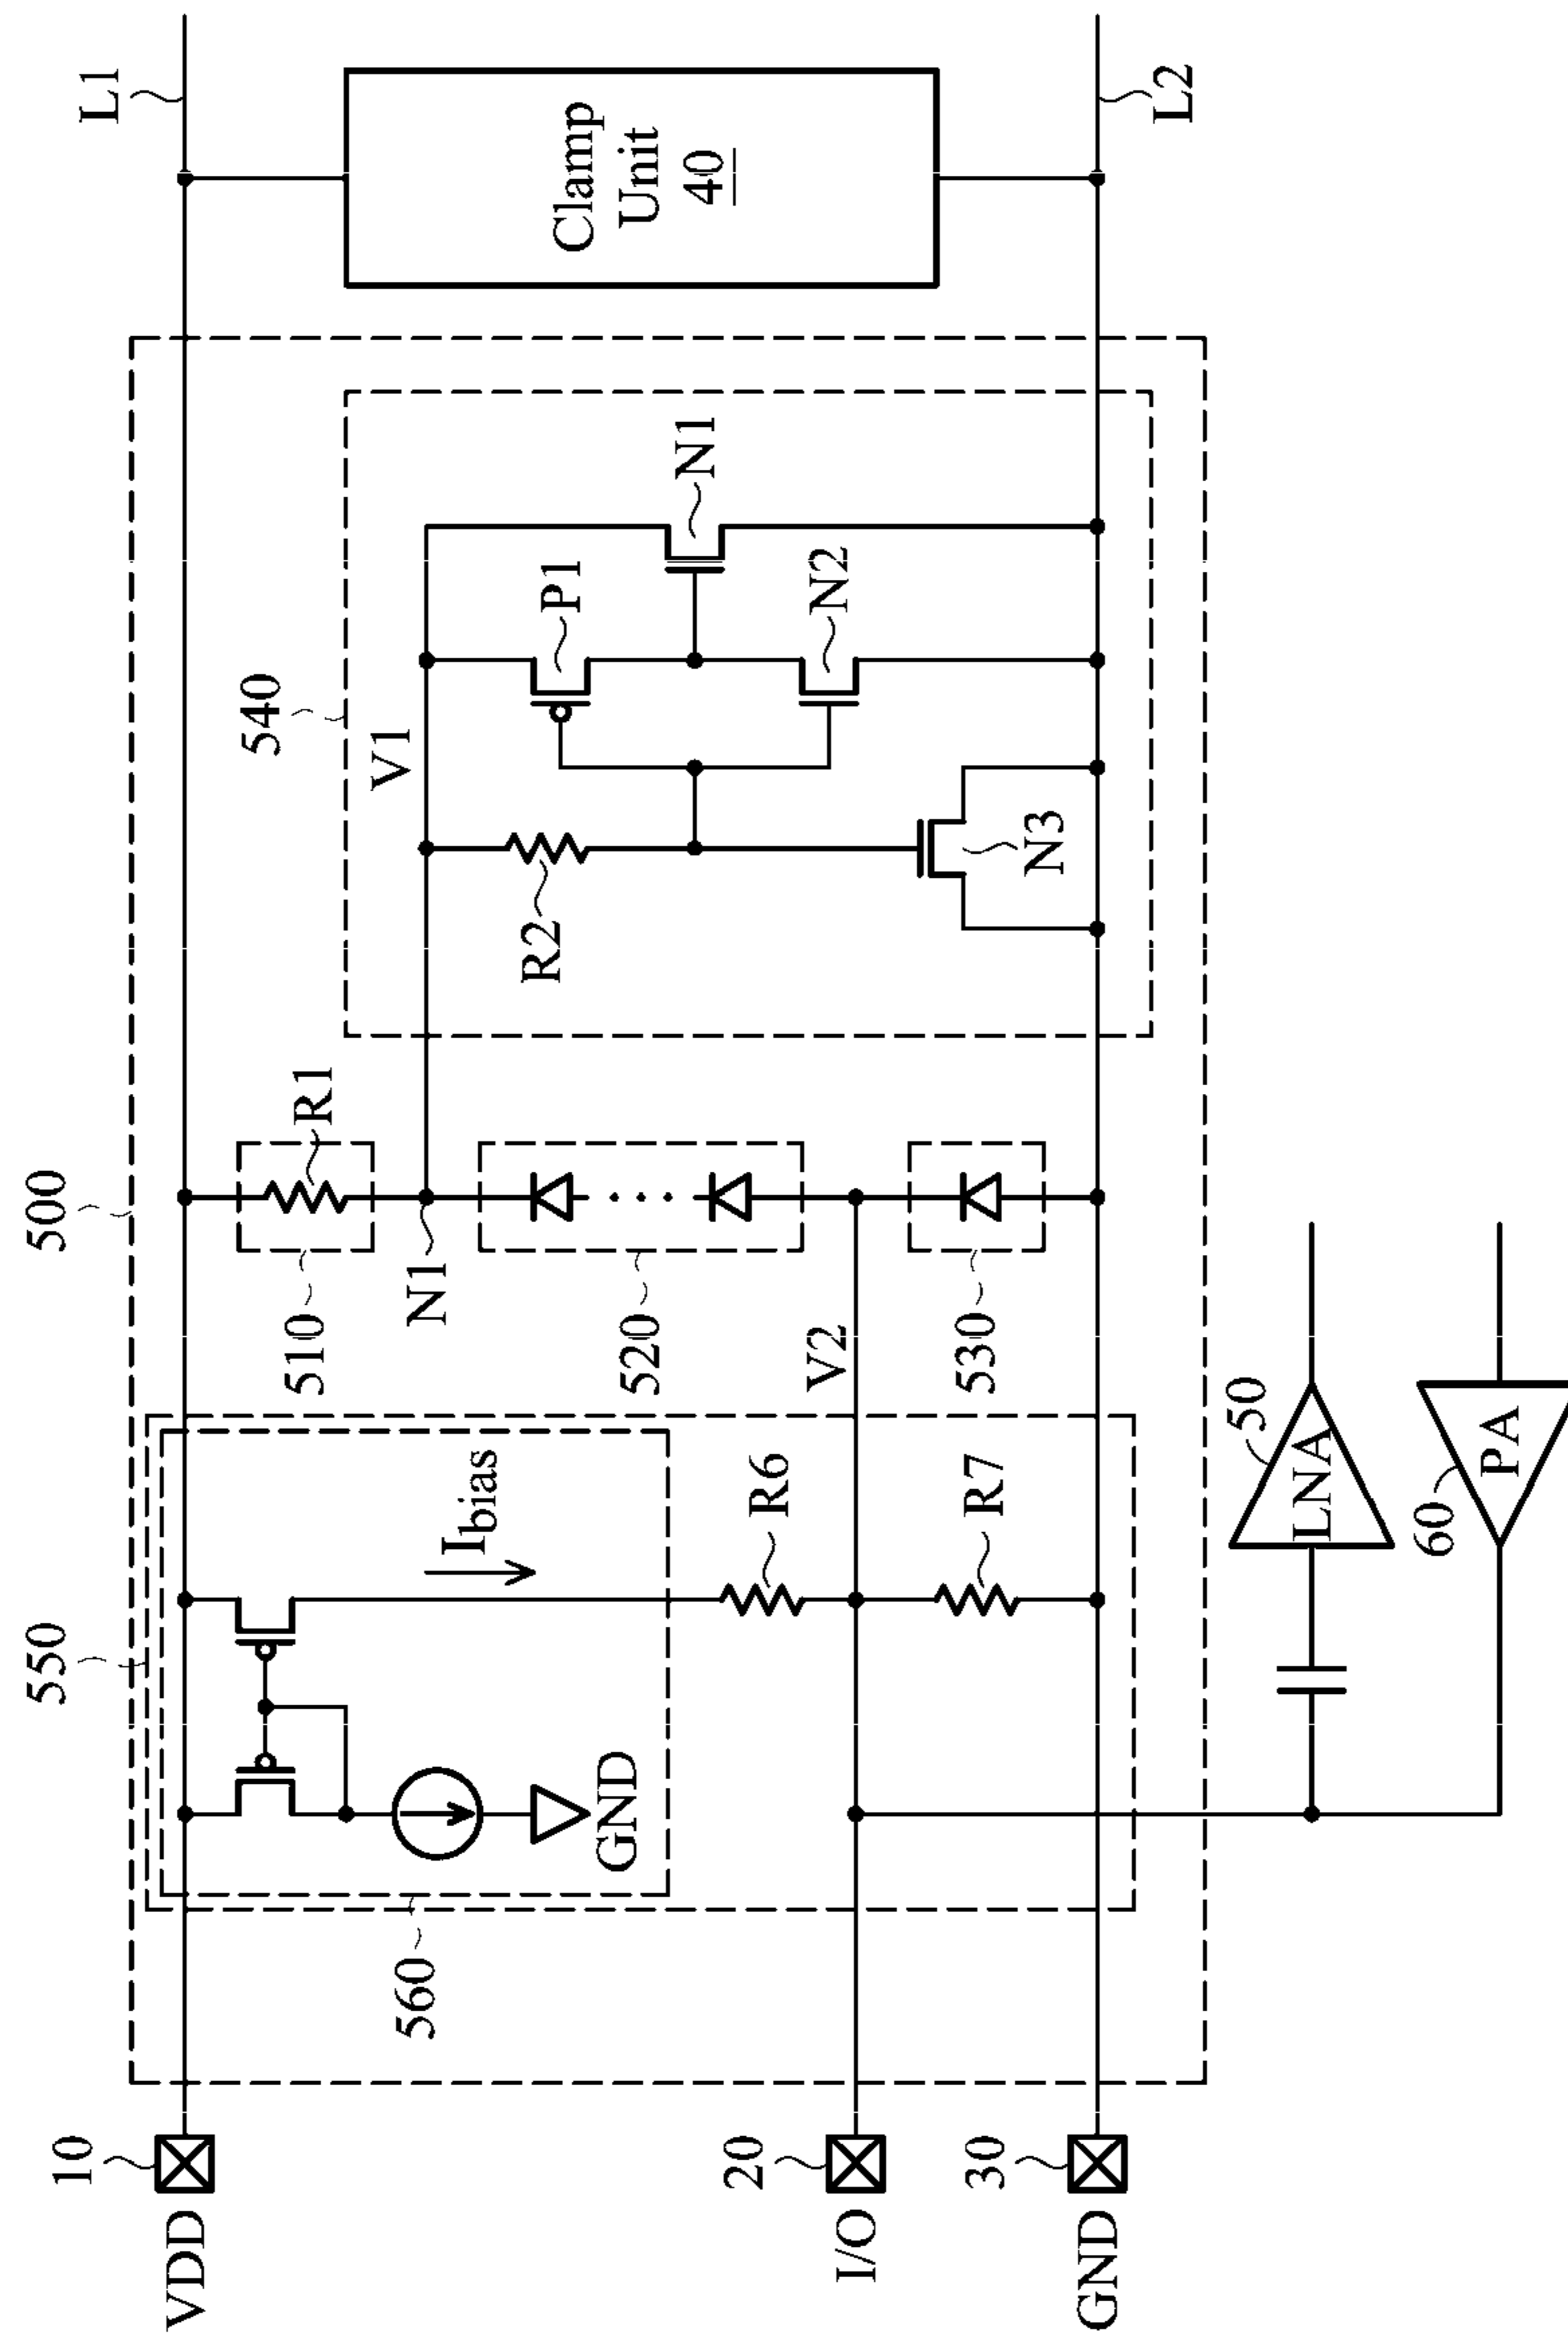 500
L1
L2
Clamp
Unit
40
540
V1
P1
N1
N2
R2
N3
510
R1
N1
520
V2
530
550
Ibias
R6
R7
560
GND
50
LNA
60
PA
10
VDD
20
I/O
30
GND